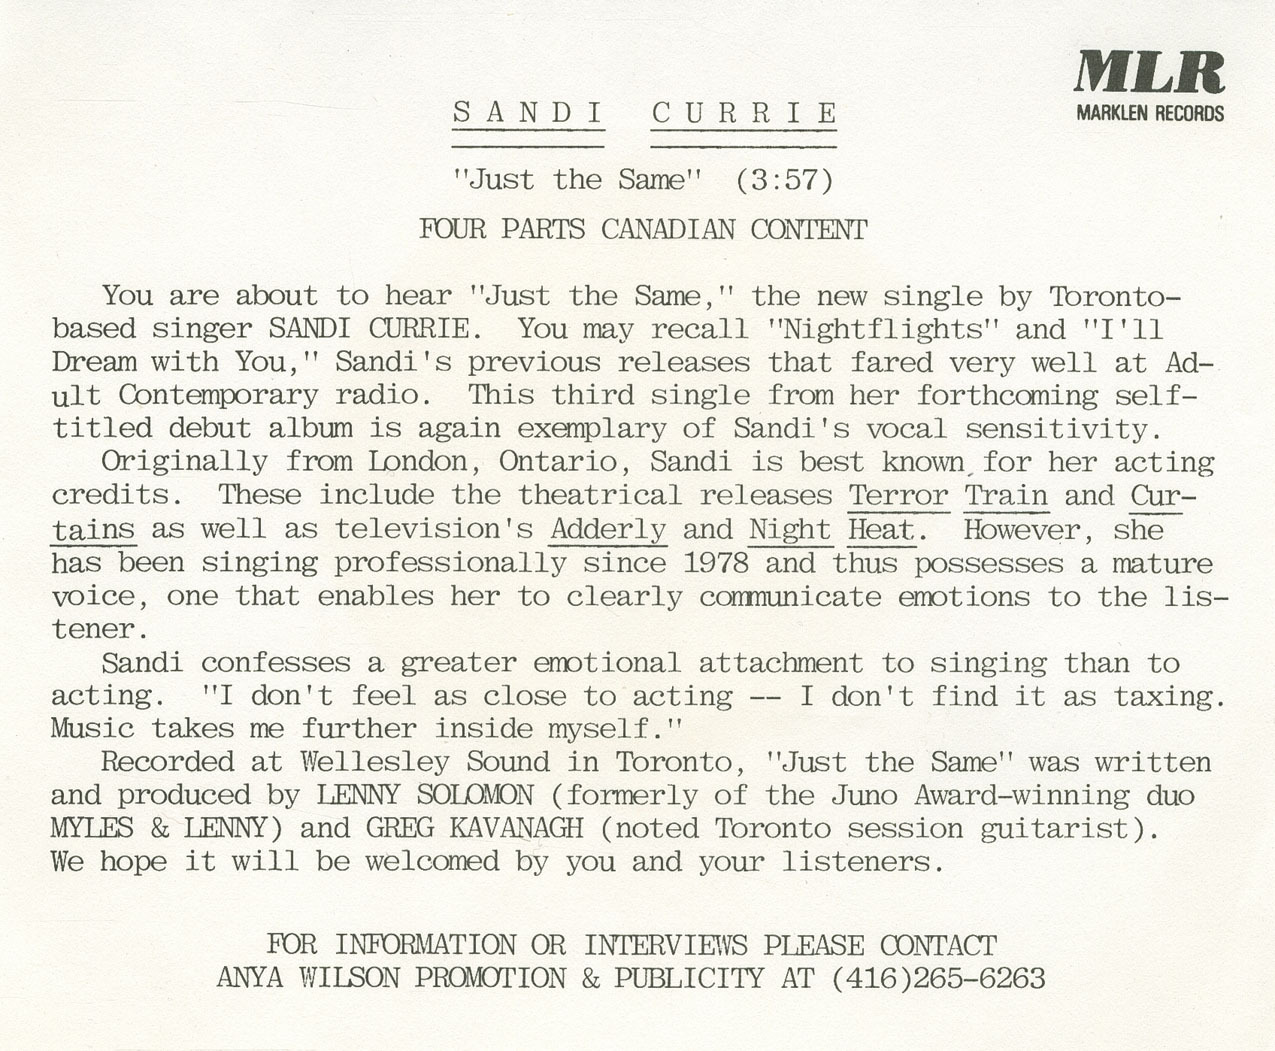 MLR
MARKLEN RECORDS
SANDI CURRIE
"Just the Same" (3:57)
FOUR PARTS CANADIAN CONTENT
You are about to hear "Just the Same," the new single by Toronto-
based singer SANDI CURRIE. You may recall "Nightflights" and "I'll
Dream with You," Sandi's previous releases that fared very well at Ad-
ult Contemporary radio. This third single from her forthcoming self-
titled debut album is again exemplary of Sandi's vocal sensitivity.
Originally from London, Ontario, Sandi is best known for her acting
credits. These include the theatrical releases Terror Train and Cur-
tains as well as television's Adderly and Night Heat. However, she
has been singing professionally since 1978 and thus possesses a mature
voice, one that enables her to clearly communicate emotions to the lis-
tener.
Sandi confesses a greater emotional attachment to singing than to
acting. "I don't feel as close to acting -- I don't find it as taxing.
Music takes me further inside myself."
Recorded at Wellesley Sound in Toronto, "Just the Same" was written
and produced by LENNY SOLOMON (formerly of the Juno Award-winning duo
MYLES & LENNY) and GREG KAVANAGH (noted Toronto session guitarist).
We hope it will be welcomed by you and your listeners.
FOR INFORMATION OR INTERVIEWS PLEASE CONTACT
ANYA WILSON PROMOTION & PUBLICITY AT (416)265-6263